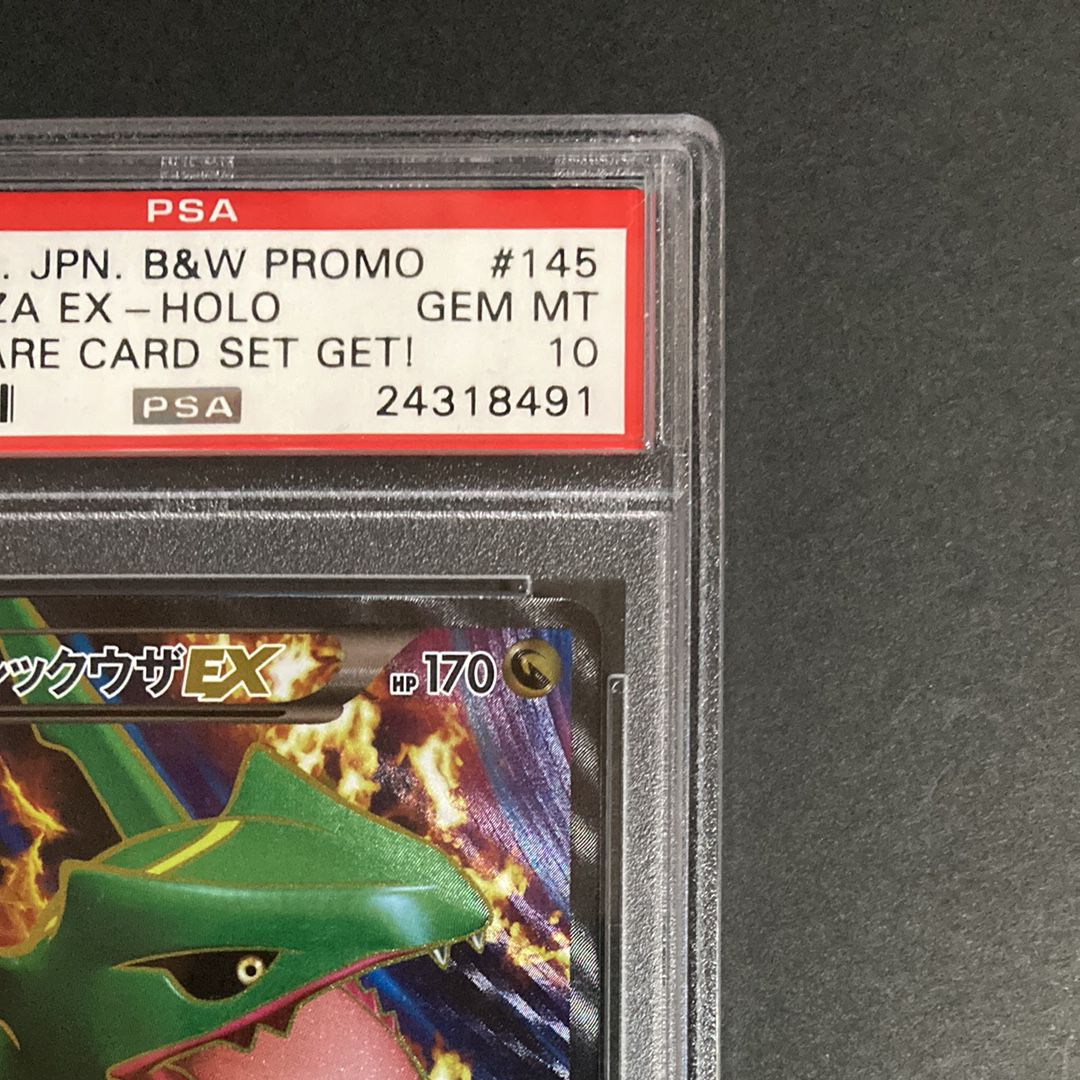 PSA
. JPN. B&W PROMO #145
ZA EX-HOLO GEM MT
ARE CARD SET GET! 10
PSA 24318491
ックウザEX HP 170